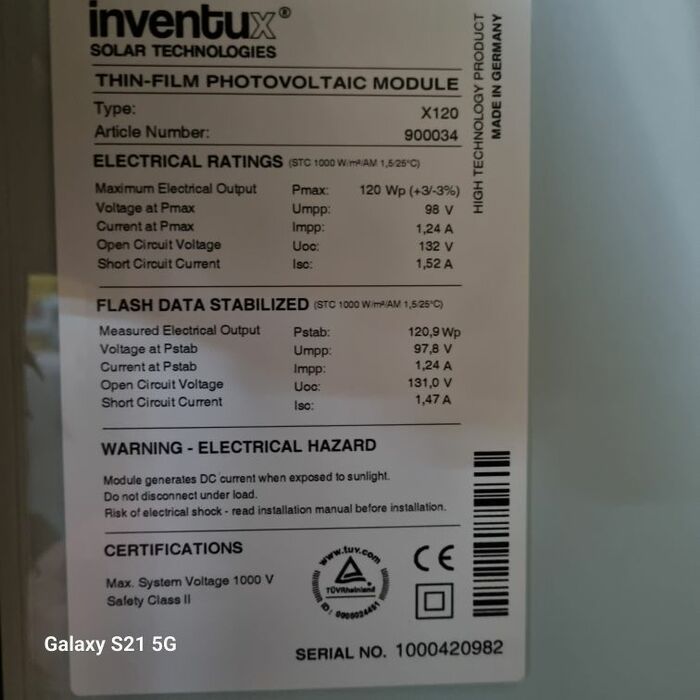 inventux®
SOLAR TECHNOLOGIES
THIN-FILM PHOTOVOLTAIC MODULE
Type: X120
Article Number: 900034
ELECTRICAL RATINGS (STC 1000 W/m²/AM 1,5/25°C)
Maximum Electrical Output Pmax: 120 Wp (+3/-3%)
Voltage at Pmax Umpp: 98 V
Current at Pmax Impp: 1,24 A
Open Circuit Voltage Uoc: 132 V
Short Circuit Current Isc: 1,52 A
FLASH DATA STABILIZED (STC 1000 W/m²/AM 1,5/25°C)
Measured Electrical Output Pstab: 120,9 Wp
Voltage at Pstab Umpp: 97,8 V
Current at Pstab Impp: 1,24 A
Open Circuit Voltage Uoc: 131,0 V
Short Circuit Current Isc: 1,47 A
WARNING - ELECTRICAL HAZARD
Module generates DC current when exposed to sunlight.
Do not disconnect under load.
Risk of electrical shock - read installation manual before installation.
CERTIFICATIONS
Max. System Voltage 1000 V
Safety Class II
www.tuv.com
TÜVRheinland
ID:
CE
SERIAL NO. 1000420982
HIGH TECHNOLOGY PRODUCT
MADE IN GERMANY
Galaxy S21 5G